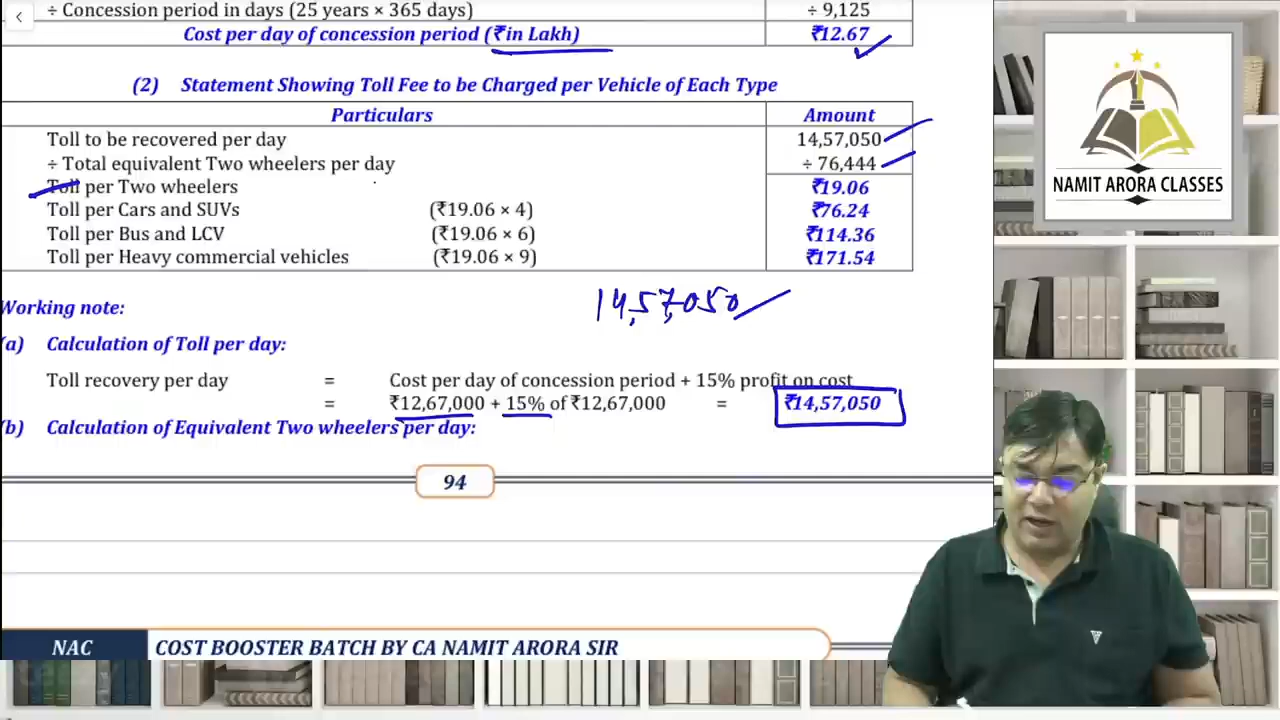 ÷ Concession period in days (25 years × 365 days) ÷ 9,125
Cost per day of concession period (₹ in Lakh) ₹12.67
(2) Statement Showing Toll Fee to be Charged per Vehicle of Each Type
Particulars Amount
Toll to be recovered per day 14,57,050
÷ Total equivalent Two wheelers per day ÷ 76,444
Toll per Two wheelers ₹19.06
Toll per Cars and SUVs (₹19.06 × 4) ₹76.24
Toll per Bus and LCV (₹19.06 × 6) ₹114.36
Toll per Heavy commercial vehicles (₹19.06 × 9) ₹171.54
14,57,050
Working note:
(a) Calculation of Toll per day:
Toll recovery per day = Cost per day of concession period + 15% profit on cost
= ₹12,67,000 + 15% of ₹12,67,000 = ₹14,57,050
(b) Calculation of Equivalent Two wheelers per day:
94
NAC COST BOOSTER BATCH BY CA NAMIT ARORA SIR
NAMIT ARORA CLASSES